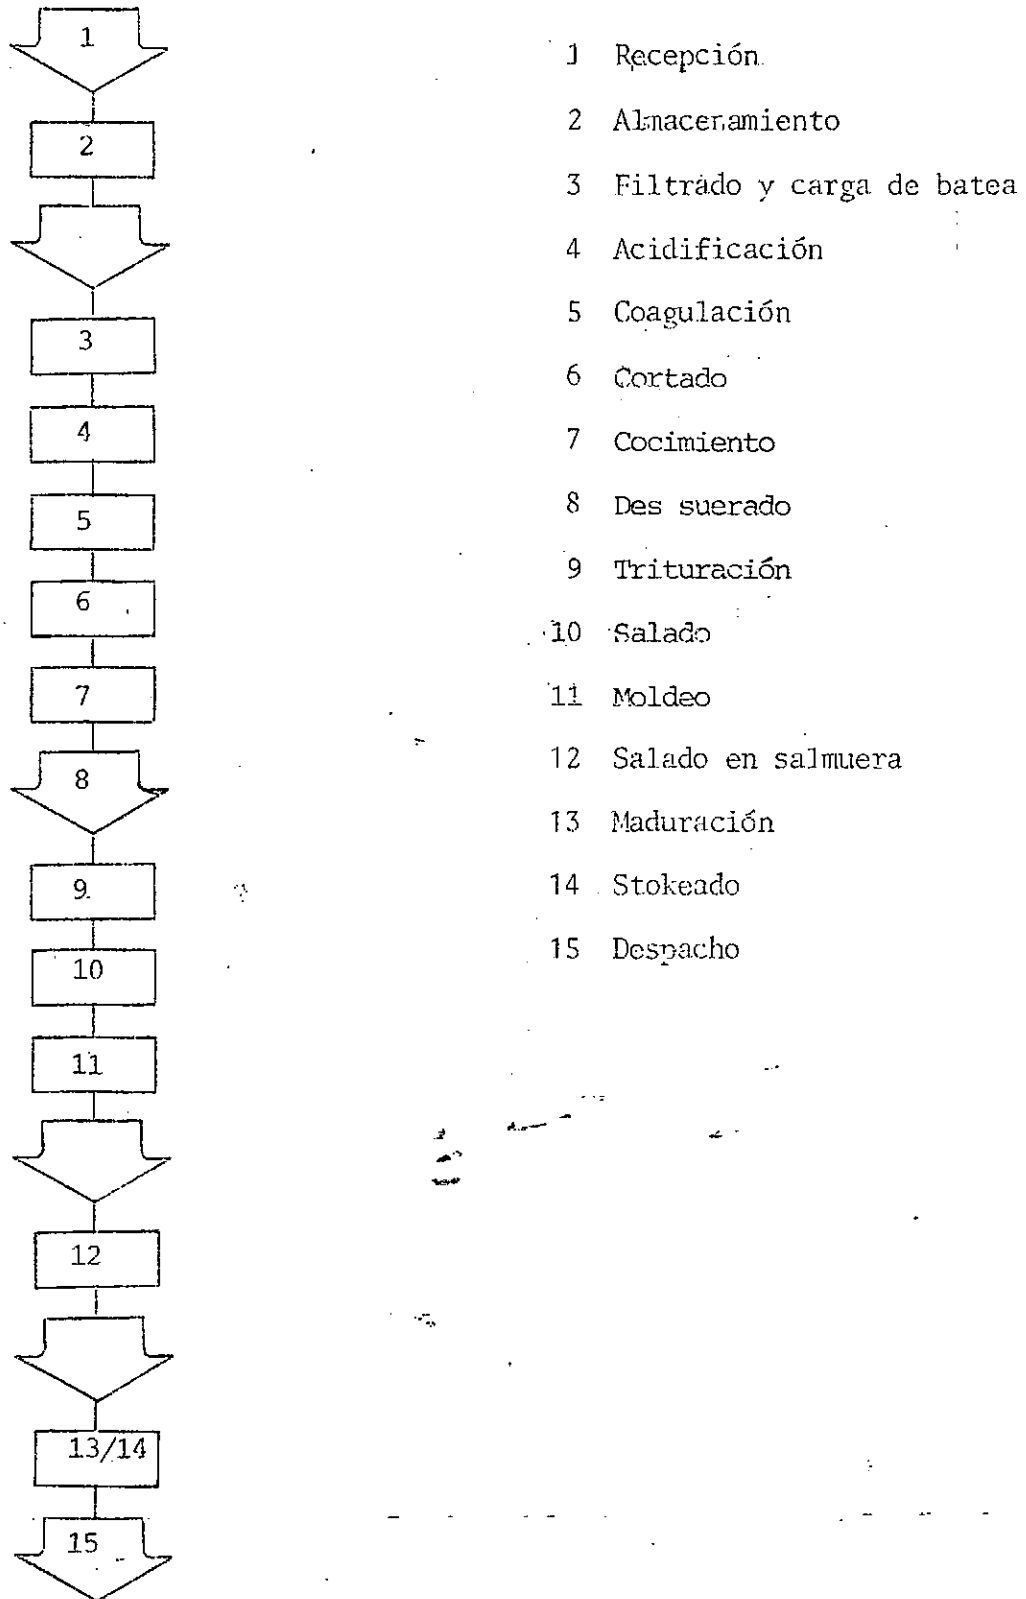 1
2
3
4
5
6
7
8
9
10
11
12
13/14
15
1 Recepción
2 Almacenamiento
3 Filtrado y carga de batea
4 Acidificación
5 Coagulación
6 Cortado
7 Cocimiento
8 Des suerado
9 Trituración
10 Salado
11 Moldeo
12 Salado en salmuera
13 Maduración
14 Stokeado
15 Despacho